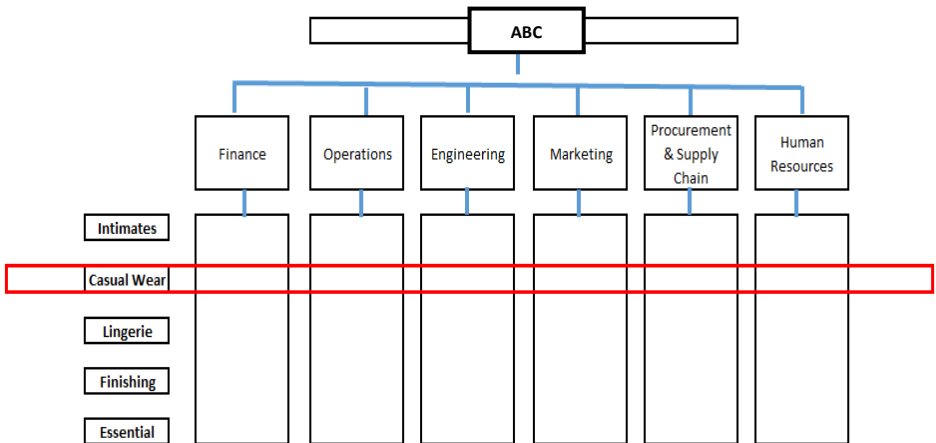 ABC
Finance
Operations
Engineering
Marketing
Procurement
& Supply
Chain
Human
Resources
Intimates
Casual Wear
Lingerie
Finishing
Essential